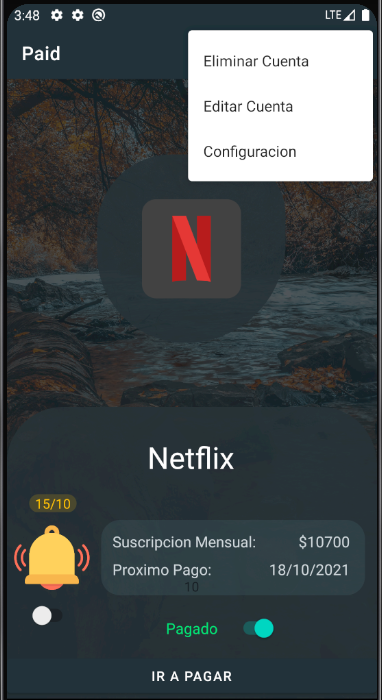 3:48 LTE
Paid
Eliminar Cuenta
Editar Cuenta
Configuracion
N
Netflix
15/10
Suscripcion Mensual: $10700
Proximo Pago: 18/10/2021
10
Pagado
IR A PAGAR